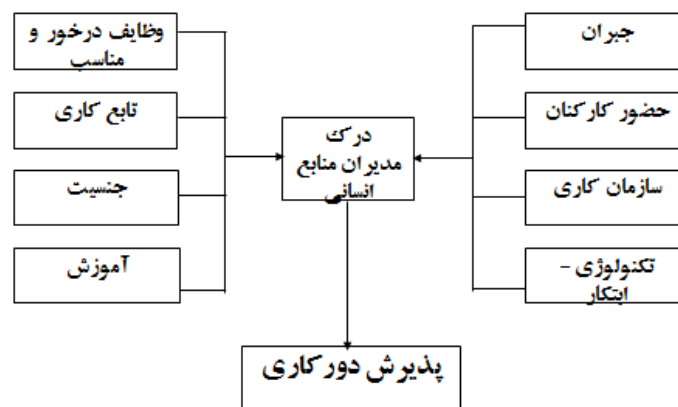 جبران
حضور کارکنان
سازمان کاری
تکنولوژی –
ابتکار
وظایف درخور و
مناسب
تابع کاری
جنسیت
آموزش
درک
مدیران منابع
انسانی
پذیرش دورکاری